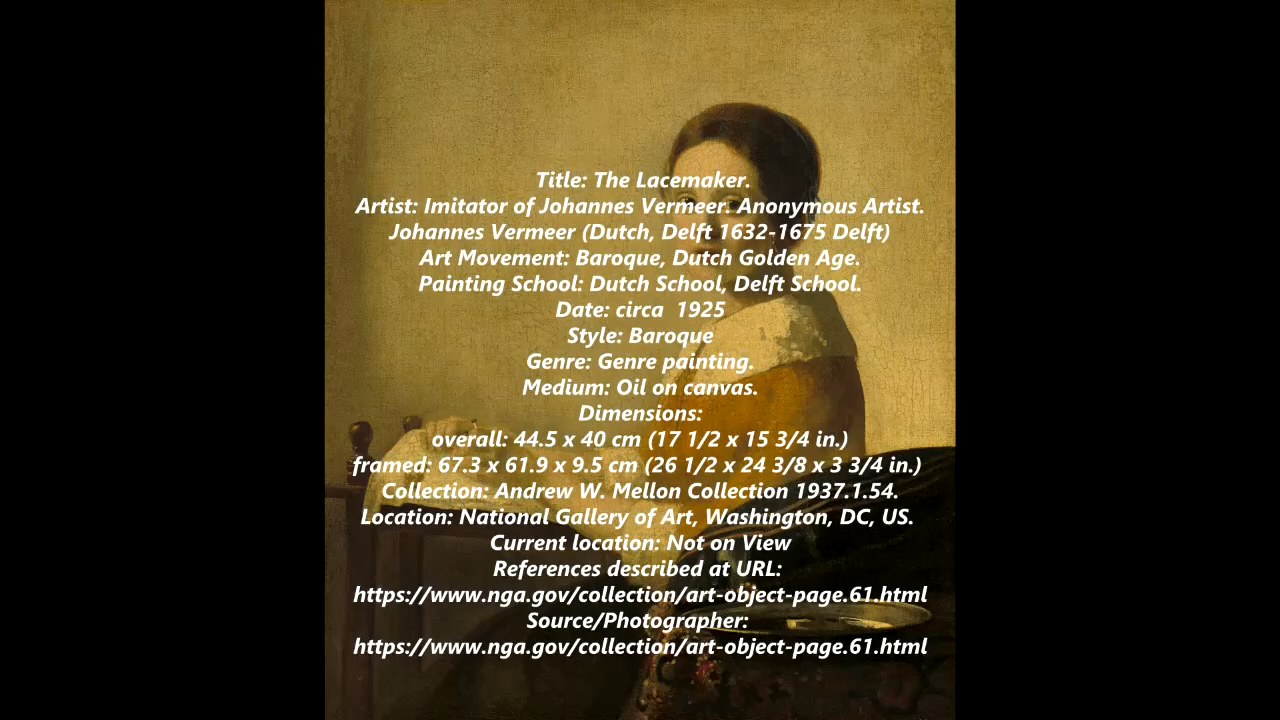 Title: The Lacemaker.
Artist: Imitator of Johannes Vermeer. Anonymous Artist.
Johannes Vermeer (Dutch, Delft 1632-1675 Delft)
Art Movement: Baroque, Dutch Golden Age.
Painting School: Dutch School, Delft School.
Date: circa  1925
Style: Baroque
Genre: Genre painting.
Medium: Oil on canvas.
Dimensions:
overall: 44.5 x 40 cm (17 1/2 x 15 3/4 in.)
framed: 67.3 x 61.9 x 9.5 cm (26 1/2 x 24 3/8 x 3 3/4 in.)
Collection: Andrew W. Mellon Collection 1937.1.54.
Location: National Gallery of Art, Washington, DC, US.
Current location: Not on View
References described at URL:
https://www.nga.gov/collection/art-object-page.61.html
Source/Photographer:
https://www.nga.gov/collection/art-object-page.61.html